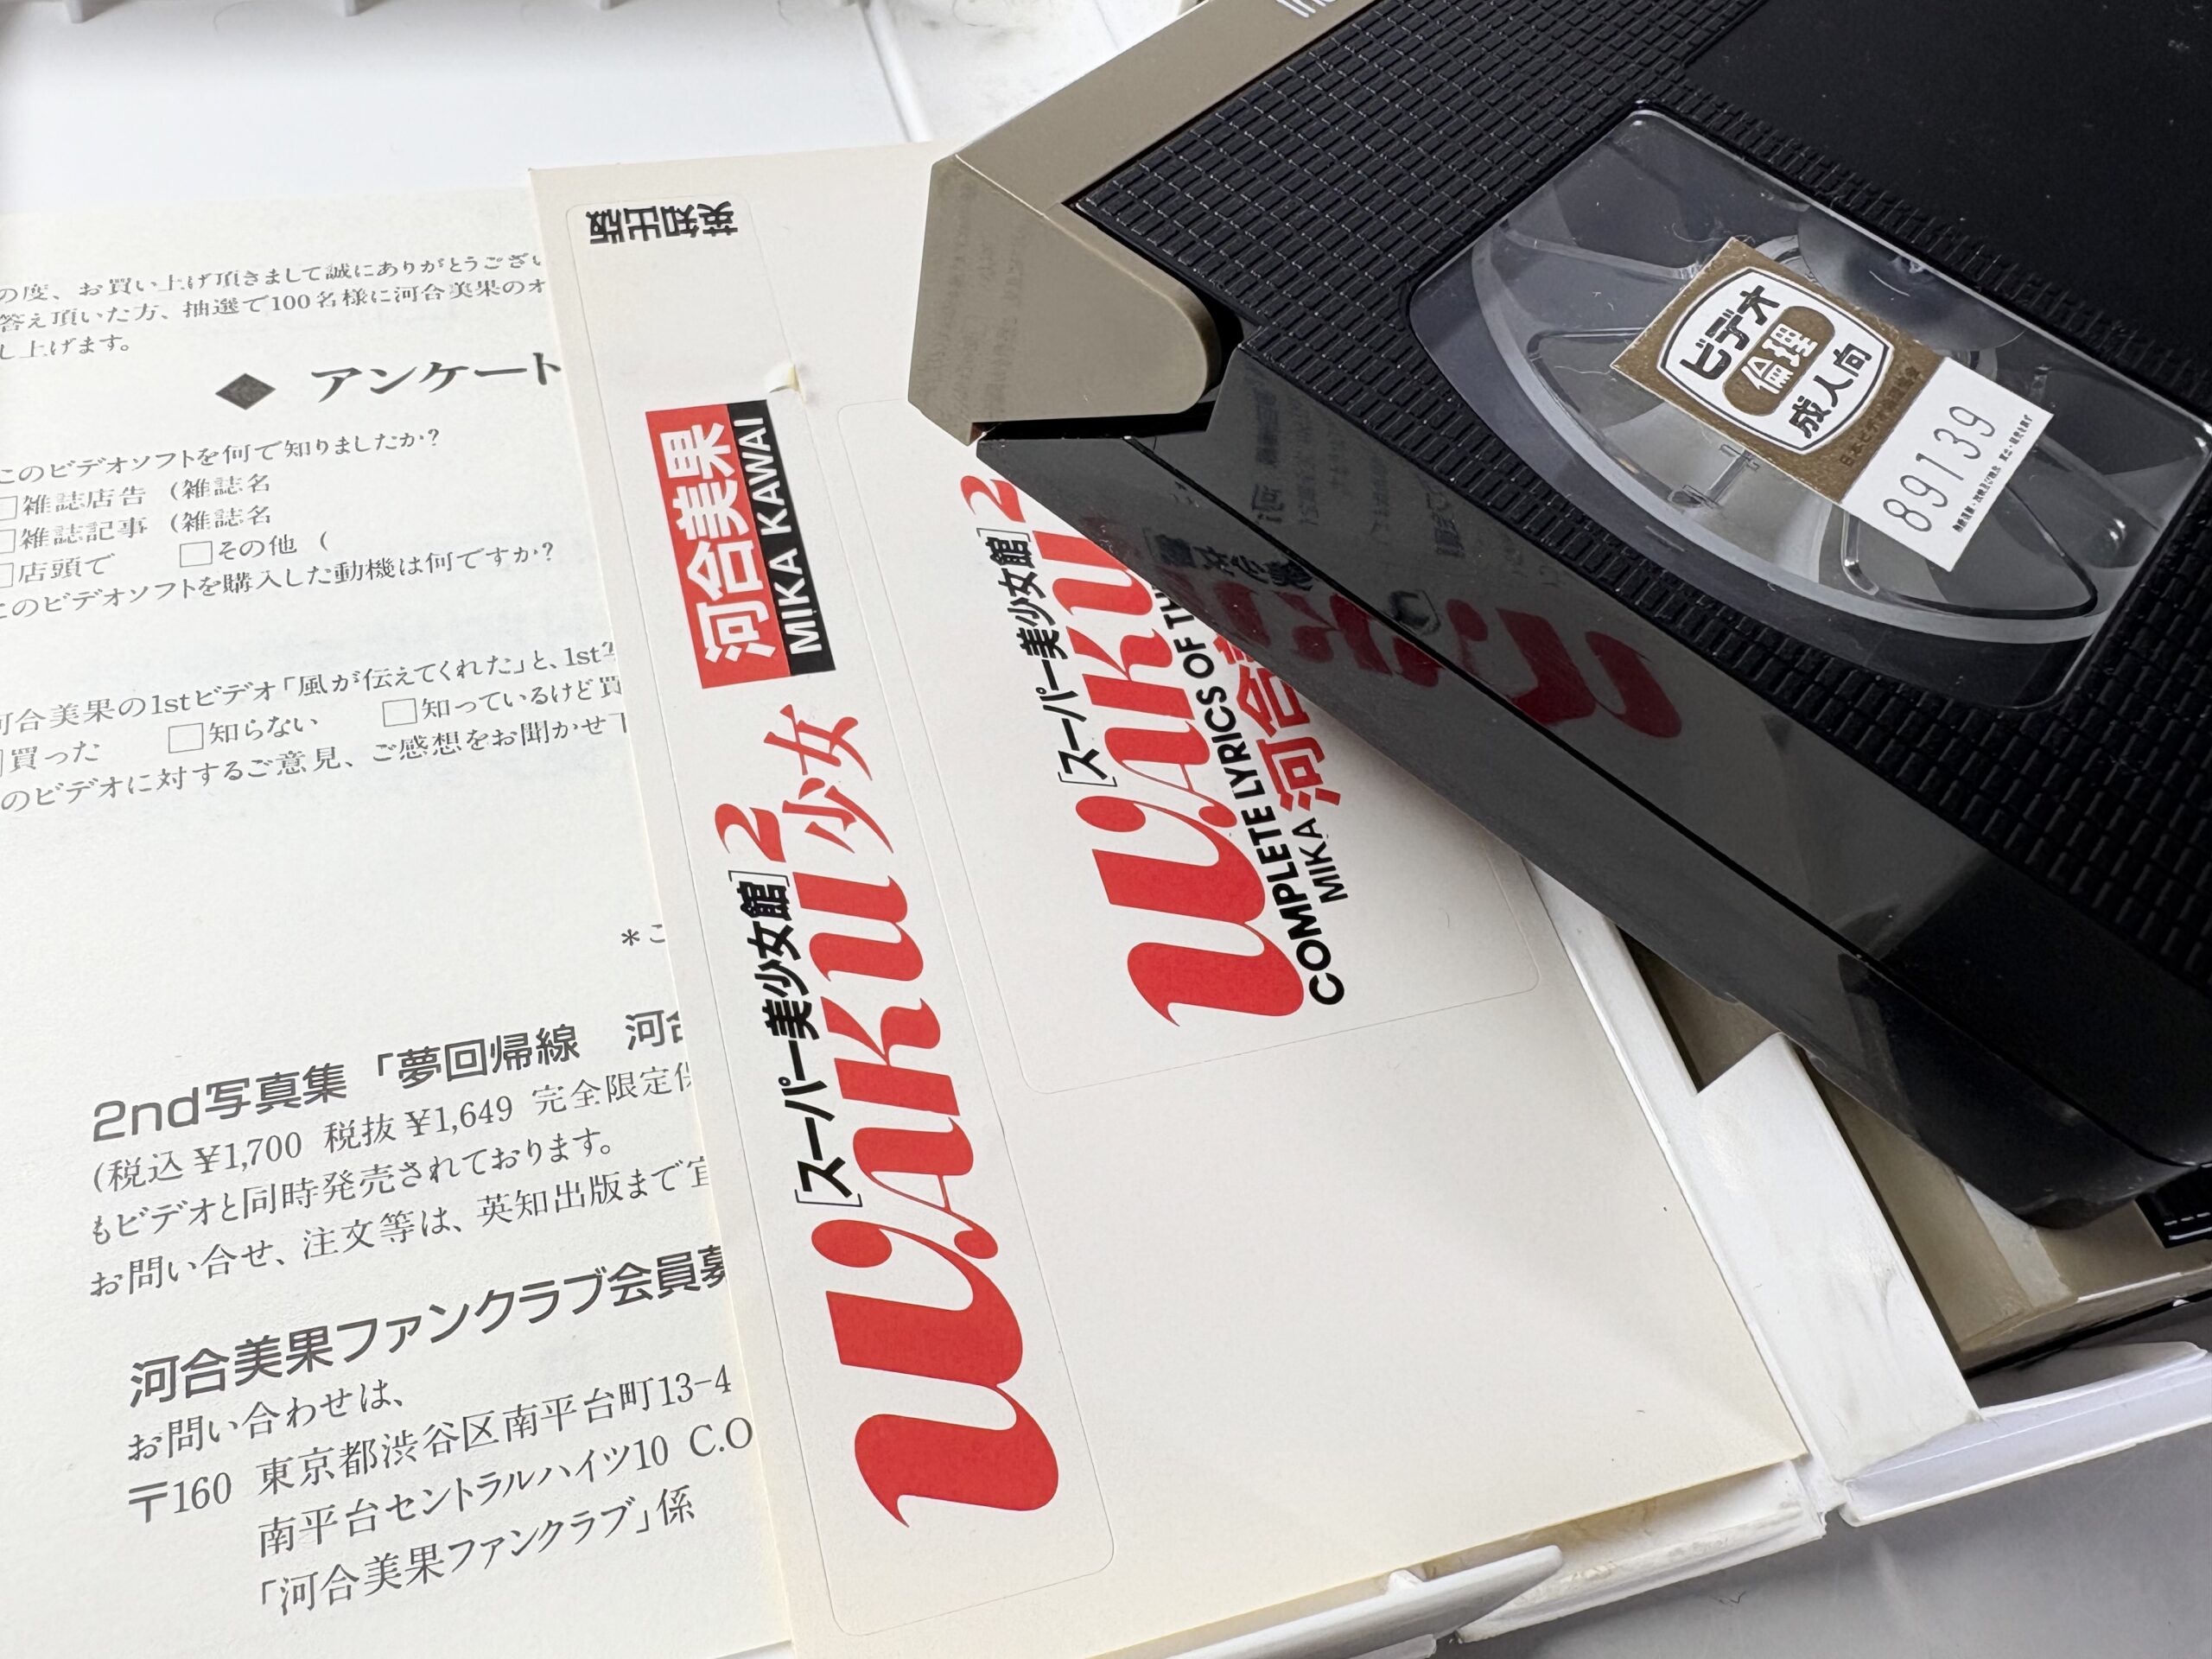 の度、お買い上げ頂きまして誠にありがとうござい
答え頂いた方、抽選で100名様に河合美果のオ
し上げます。
◆ アンケート
このビデオソフトを何で知りましたか?
□雑誌店告 (雑誌名
□雑誌記事 (雑誌名
□店頭で □その他 (
このビデオソフトを購入した動機は何ですか?
河合美果の1stビデオ「風が伝えてくれた」と、1st
□買った □知らない □知っているけど買
のビデオに対するご意見、ご感想をお聞かせ下
*こ
2nd写真集「夢回帰線 河合
(税込¥1,700 税抜¥1,649 完全限定
もビデオと同時発売されております。
お問い合せ、注文等は、英知出版まで
河合美果ファンクラブ会員募
お問い合わせは、
〒160 東京都渋谷区南平台町13-4
南平台セントラルハイツ10 C.O
「河合美果ファンクラブ」係
英知出版
河合美果
MIKA KAWAI
[スーパー美少女館]2
WAKU少女
[スーパー美少女館]2
WAKU
COMPLETE LYRICS OF TH
MIKA 河合
ビデオ
倫理
成人向
89139